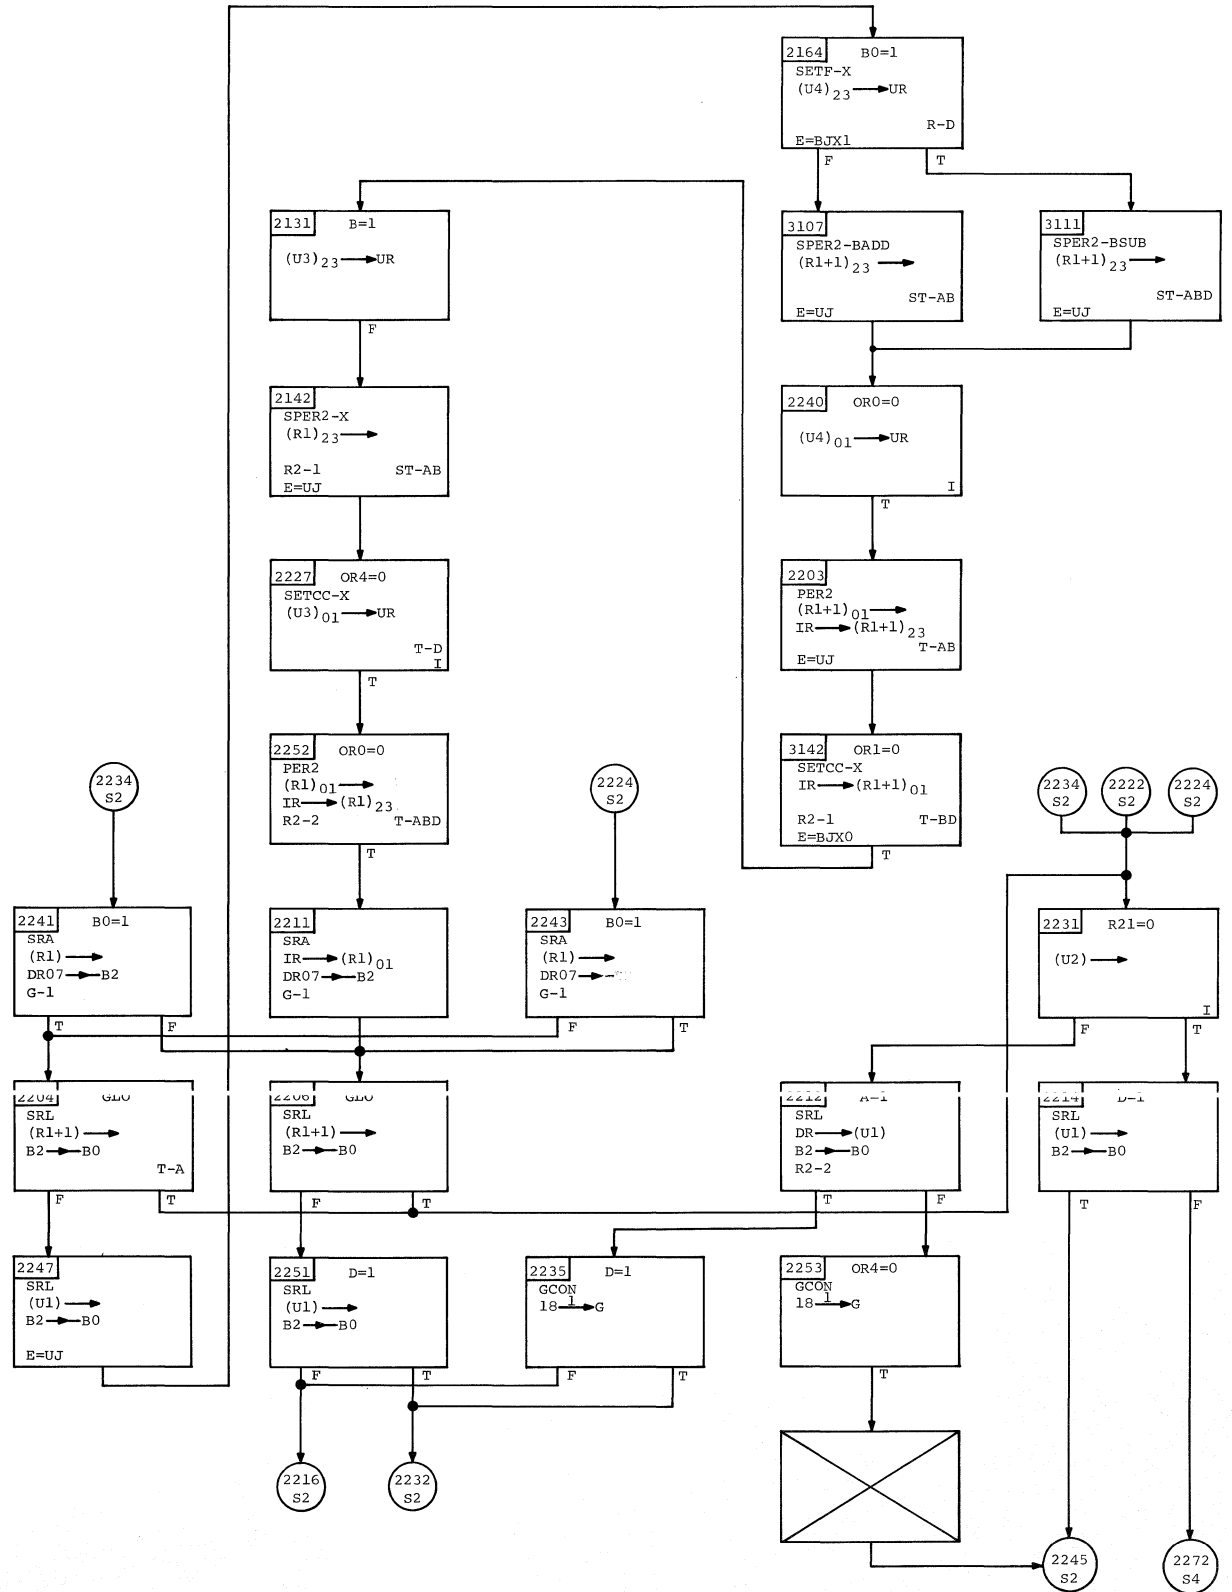 2164 B0=1
SETF-X
(U4)23 UR
R-D
E=BJX1
F T
2131 B=1
(U3)23 UR
F
3107
SPER2-BADD
(R1+1)23
ST-AB
E=UJ
3111
SPER2-BSUB
(R1+1)23
ST-ABD
E=UJ
2142
SPER2-X
(R1)23
R2-1 ST-AB
E=UJ
2240 OR0=0
(U4)01 UR
I
T
2227 OR4=0
SETCC-X
(U3)01 UR
T-D
I
T
2203
PER2
(R1+1)01
IR (R1+1)23
T-AB
E=UJ
2252 OR0=0
PER2
(R1)01
IR (R1)23
R2-2 T-ABD
T
3142 OR1=0
SETCC-X
IR (R1+1)01
R2-1 T-BD
E=BJX0
T
2234
S2
2224
S2
2234
S2
2222
S2
2224
S2
2241 B0=1
SRA
(R1)
DR07 B2
G-1
T F
2211
SRA
IR (R1)01
DR07 B2
G-1
2243 B0=1
SRA
(R1)
DR07
G-1
F T
2231 R21=0
(U2)
I
F T
2204
SRL
(R1+1)
B2 B0
T-A
F T
2206
SRL
(R1+1)
B2 B0
F T
2212 A=1
SRL
DR (U1)
B2 B0
R2-2
T F
2214 D=1
SRL
(U1)
B2 B0
T F
2247
SRL
(U1)
B2 B0
E=UJ
2251 D=1
SRL
(U1)
B2 B0
F T
2235 D=1
GCON
18 1 G
F T
2253 OR4=0
GCON
18 1 G
T
2216
S2
2232
S2
2245
S2
2272
S4